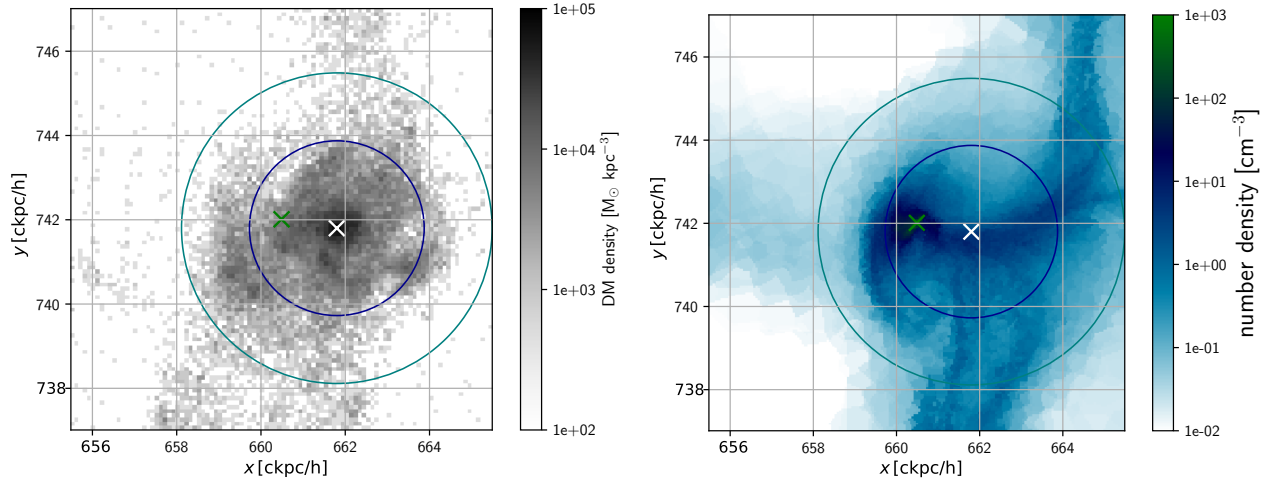 746
744
742
740
738
656
658
660
662
664
x [ckpc/h]
y [ckpc/h]
1e+05
1e+04
1e+03
1e+02
DM density [M⊙ kpc−3]
746
744
742
740
738
656
658
660
662
664
x [ckpc/h]
y [ckpc/h]
1e+03
1e+02
1e+01
1e+00
1e-01
1e-02
number density [cm−3]